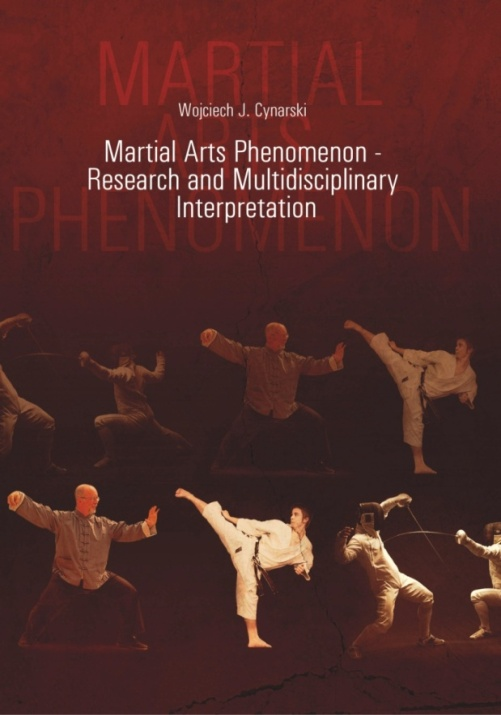 MARTIAL
Wojciech J. Cynarski
ARTS
Martial Arts Phenomenon -
Research and Multidisciplinary
Interpretation
PHENOMENON